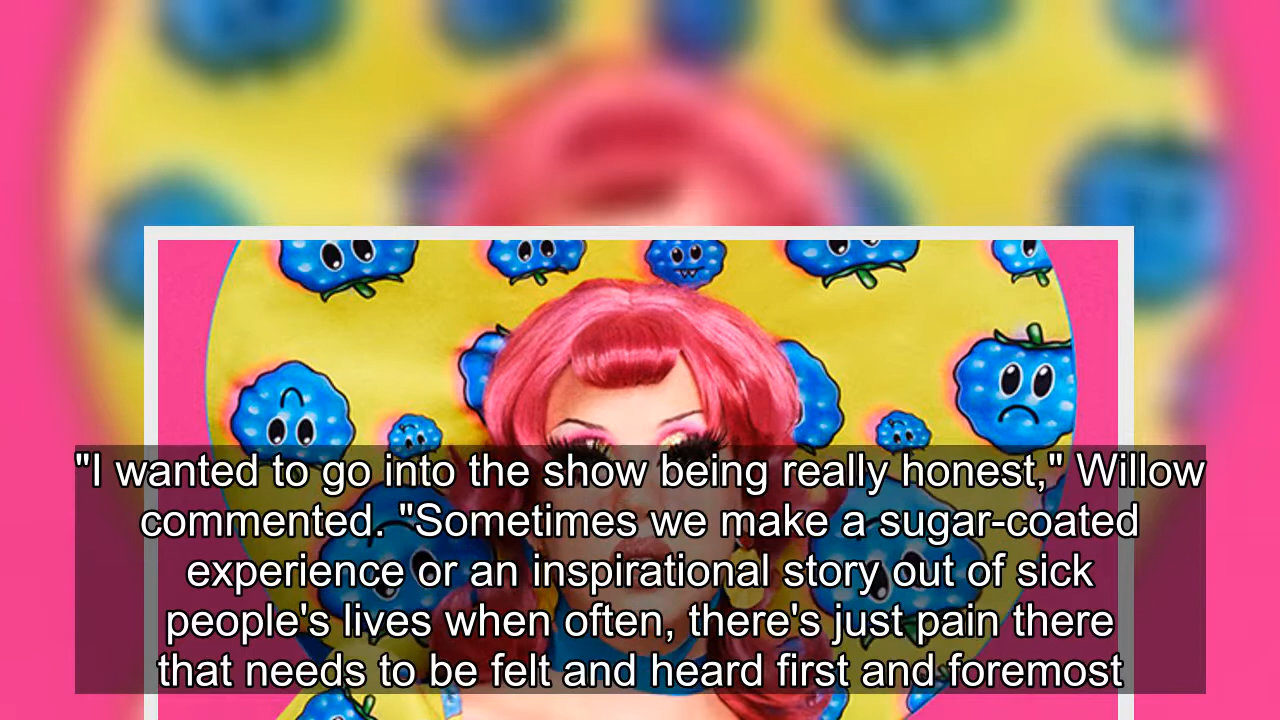 "I wanted to go into the show being really honest," Willow
commented. "Sometimes we make a sugar-coated
experience or an inspirational story out of sick
people's lives when often, there's just pain there
that needs to be felt and heard first and foremost